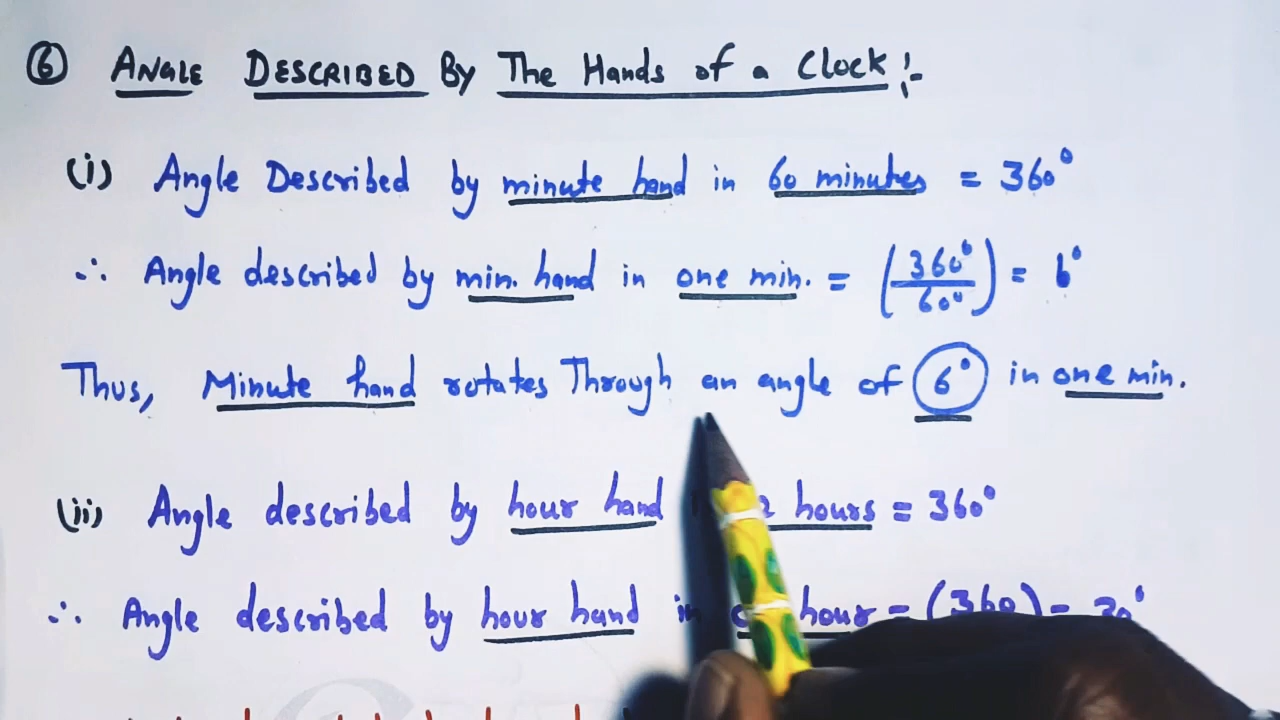 ⑥ ANGLE DESCRIBED By The Hands of a Clock :-
(i) Angle Described by minute hand in 60 minutes = 360°
∴ Angle described by min. hand in one min. = (360°/60°) = 6°
Thus, Minute hand rotates Through an angle of 6° in one min.
(ii) Angle described by hour hand hours = 360°
∴ Angle described by hour hand in hour = (360) = 30°